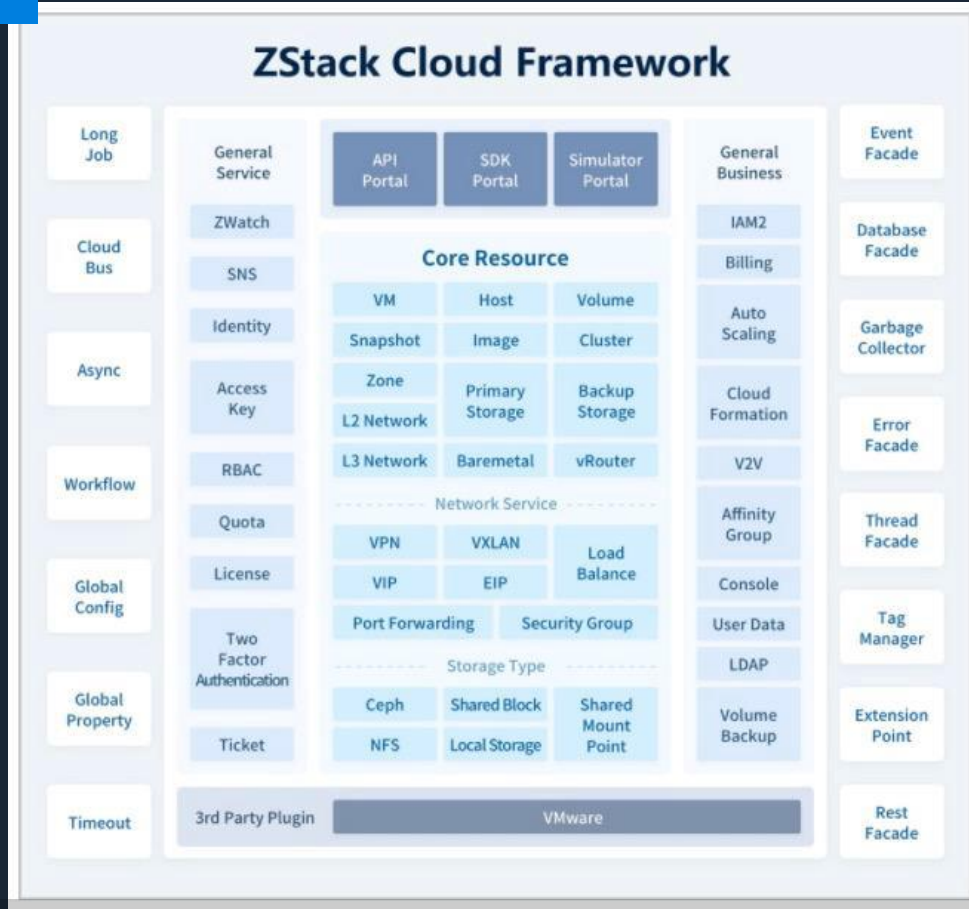 ZStack Cloud Framework
Long
Job
Cloud
Bus
Async
Workflow
Global
Config
Global
Property
Timeout
General
Service
ZWatch
SNS
Identity
Access
Key
RBAC
Quota
License
Two
Factor
Authentication
Ticket
API
Portal
SDK
Portal
Simulator
Portal
Core Resource
VM
Host
Volume
Snapshot
Image
Cluster
Zone
Primary
Storage
Backup
Storage
L2 Network
L3 Network
Baremetal
vRouter
Network Service
VPN
VXLAN
Load
Balance
VIP
EIP
Port Forwarding
Security Group
Storage Type
Ceph
Shared Block
Shared
Mount
Point
NFS
Local Storage
General
Business
IAM2
Billing
Auto
Scaling
Cloud
Formation
V2V
Affinity
Group
Console
User Data
LDAP
Volume
Backup
3rd Party Plugin
VMware
Event
Facade
Database
Facade
Garbage
Collector
Error
Facade
Thread
Facade
Tag
Manager
Extension
Point
Rest
Facade